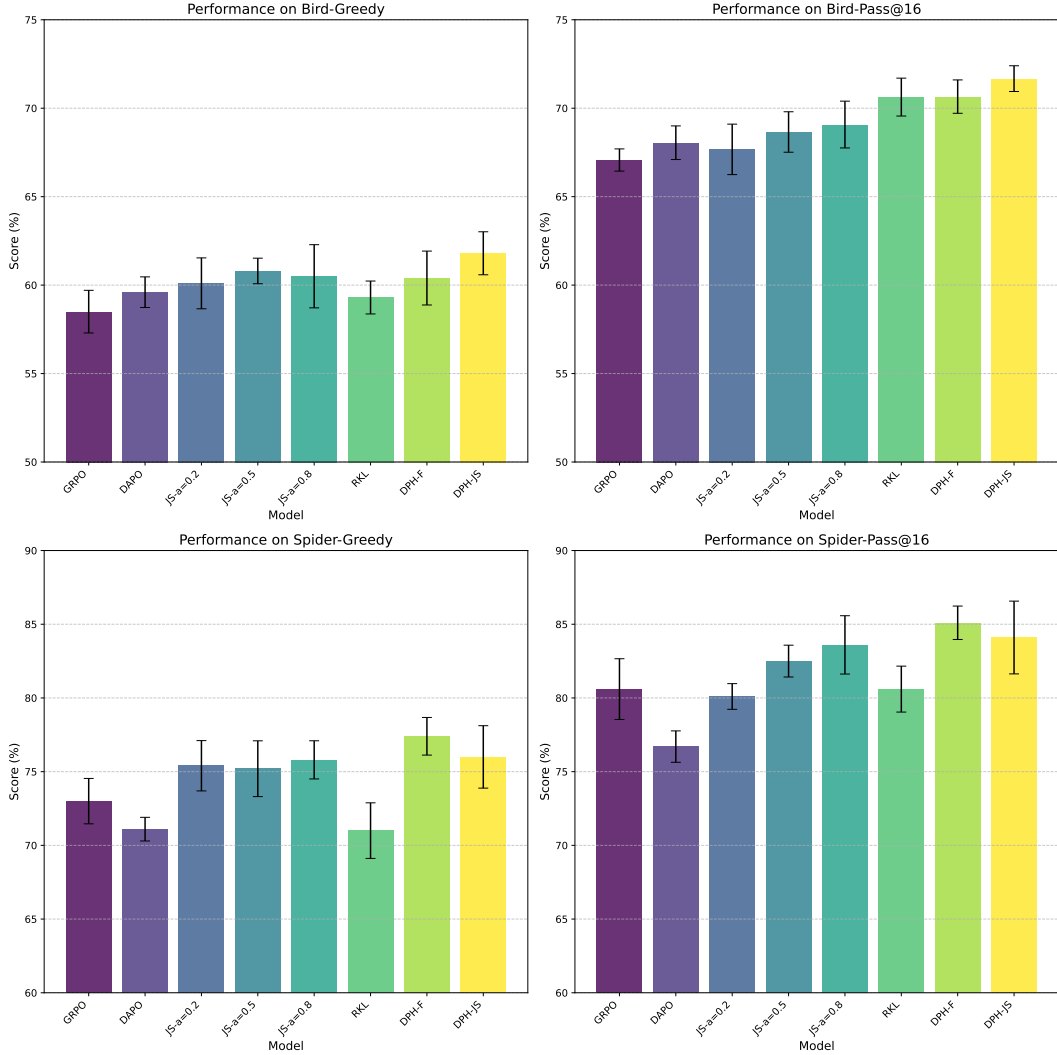 Performance on Bird-Greedy
Score (%)
75
70
65
60
55
50
GRPO
DAPO
JS-a=0.2
JS-a=0.5
JS-a=0.8
RKL
DPH-F
DPH-JS
Model
Performance on Bird-Pass@16
Score (%)
75
70
65
60
55
50
GRPO
DAPO
JS-a=0.2
JS-a=0.5
JS-a=0.8
RKL
DPH-F
DPH-JS
Model
Performance on Spider-Greedy
Score (%)
90
85
80
75
70
65
60
GRPO
DAPO
JS-a=0.2
JS-a=0.5
JS-a=0.8
RKL
DPH-F
DPH-JS
Model
Performance on Spider-Pass@16
Score (%)
90
85
80
75
70
65
60
GRPO
DAPO
JS-a=0.2
JS-a=0.5
JS-a=0.8
RKL
DPH-F
DPH-JS
Model